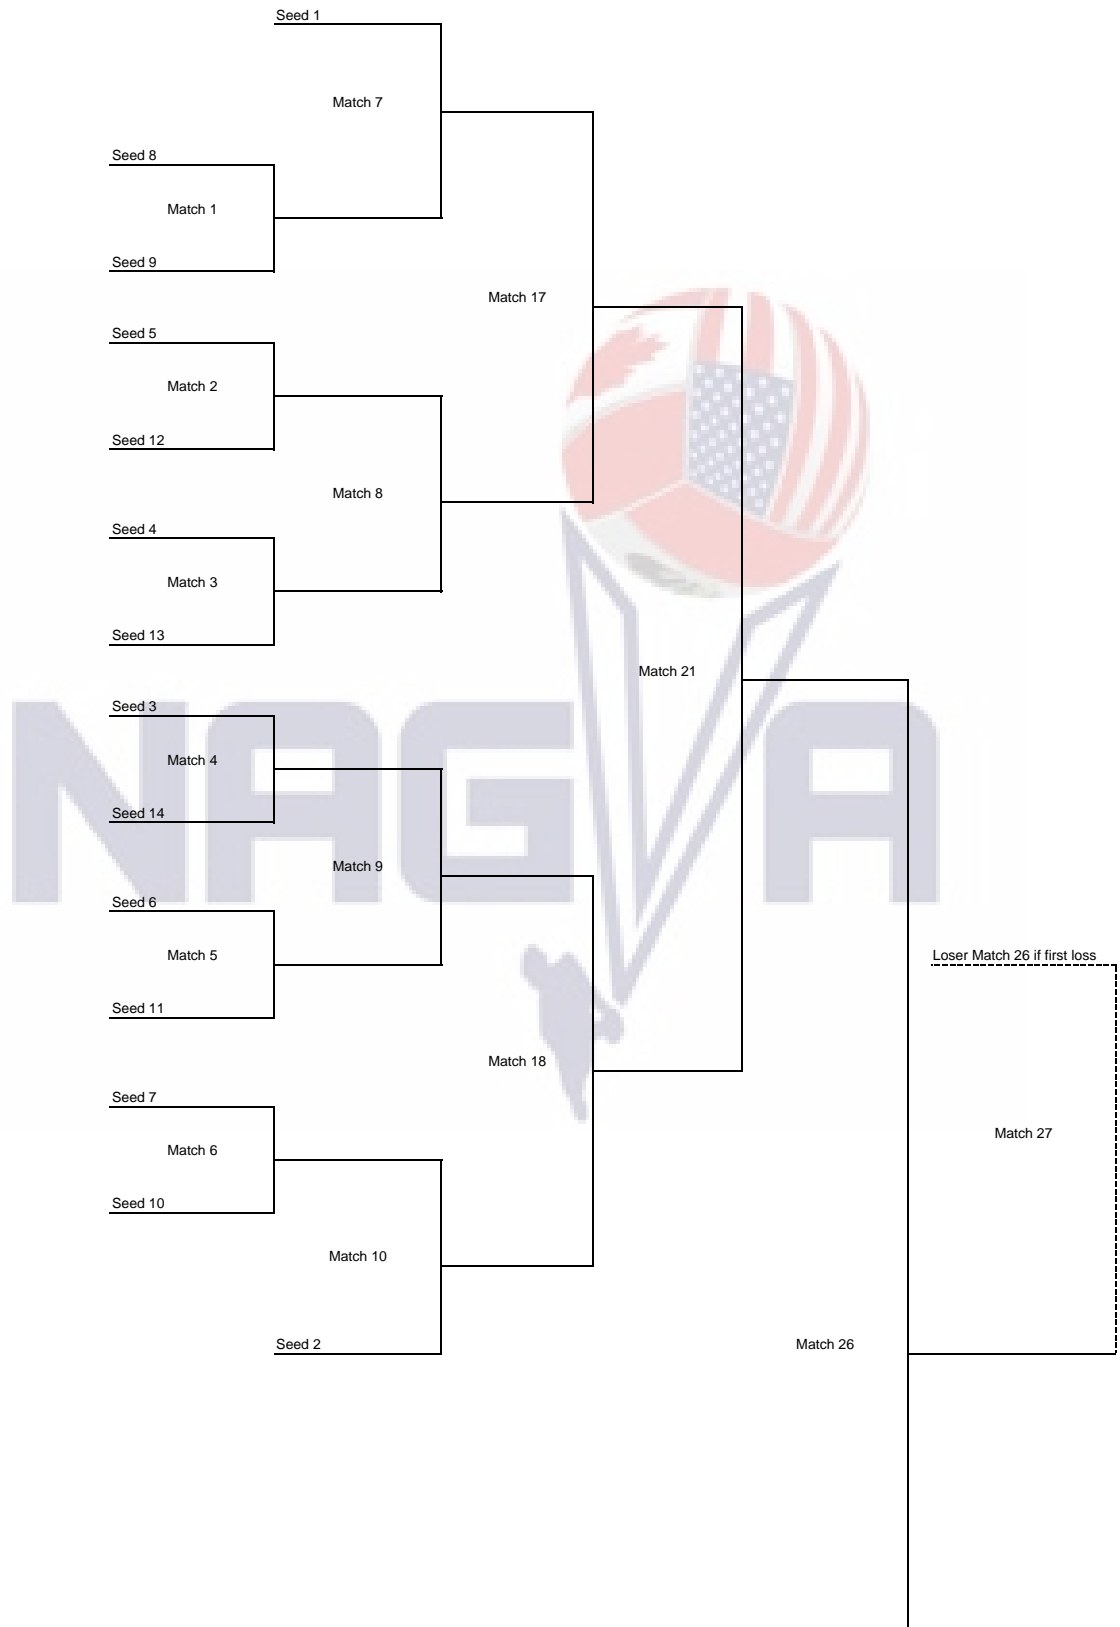 Seed 1
Match 7
Seed 8
Match 1
Seed 9
Match 17
Seed 5
Match 2
Seed 12
Match 8
Seed 4
Match 3
Seed 13
Match 21
Seed 3
NAGVA
Match 4
Seed 14
Match 9
Seed 6
Match 5
Loser Match 26 if first loss
Seed 11
Match 18
Seed 7
Match 27
Match 6
Seed 10
Match 10
Seed 2
Match 26